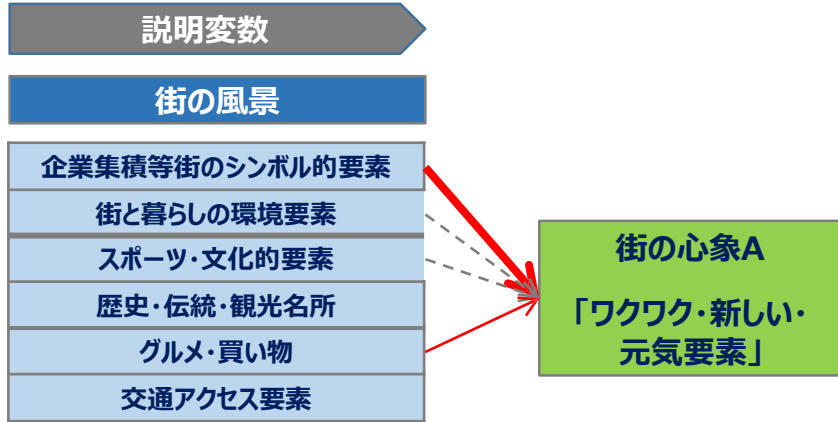 説明変数
街の風景
企業集積等街のシンボル的要素
街と暮らしの環境要素
スポーツ・文化的要素
歴史・伝統・観光名所
グルメ・買い物
交通アクセス要素
街の心象A
「ワクワク・新しい・
元気要素」